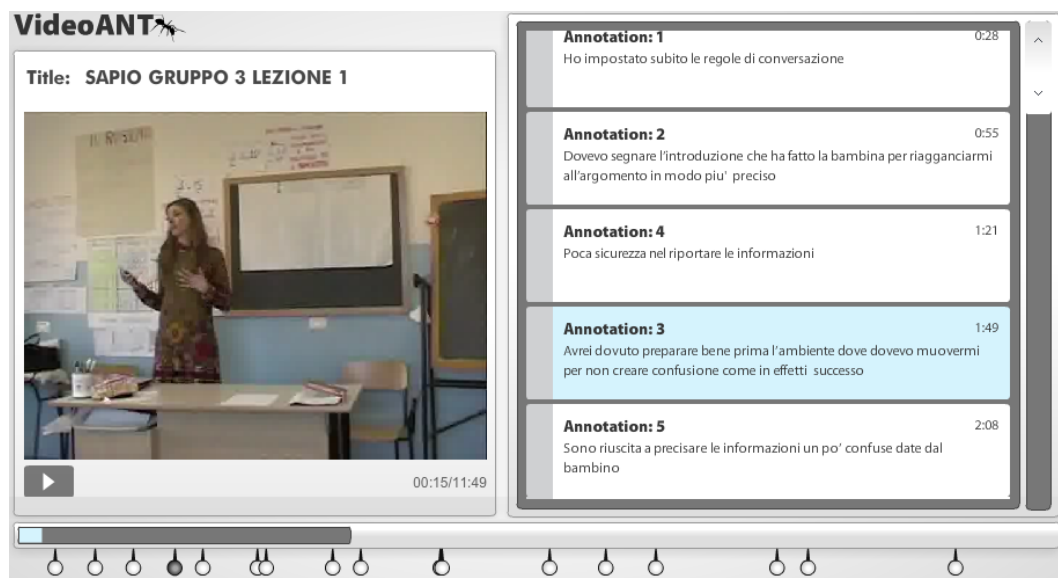 VideoANT
Title: SAPIO GRUPPO 3 LEZIONE 1
00:15/11:49
Annotation: 1 0:28
Ho impostato subito le regole di conversazione
Annotation: 2 0:55
Dovevo segnare l'introduzione che ha fatto la bambina per riagganciarmi
all'argomento in modo piu' preciso
Annotation: 4 1:21
Poca sicurezza nel riportare le informazioni
Annotation: 3 1:49
Avrei dovuto preparare bene prima l'ambiente dove dovevo muovermi
per non creare confusione come in effetti successo
Annotation: 5 2:08
Sono riuscita a precisare le informazioni un po' confuse date dal
bambino